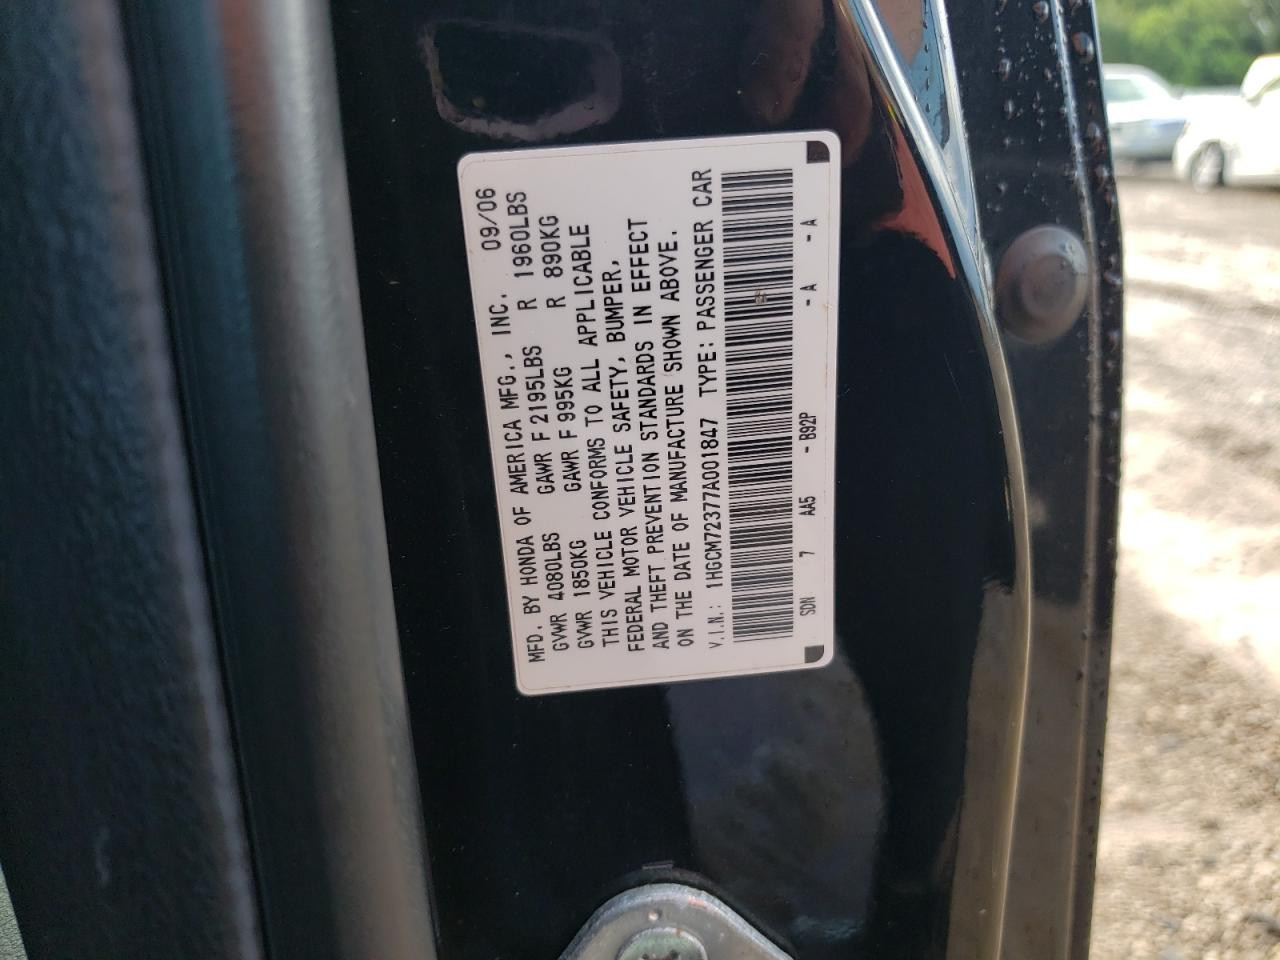 MFD. BY HONDA OF AMERICA MFG., INC. 09/06
GVWR 4080LBS GAWR F 2195LBS R 1960LBS
GVWR 1850KG GAWR F 995KG R 890KG
THIS VEHICLE CONFORMS TO ALL APPLICABLE
FEDERAL MOTOR VEHICLE SAFETY, BUMPER,
AND THEFT PREVENTION STANDARDS IN EFFECT
ON THE DATE OF MANUFACTURE SHOWN ABOVE.
V.I.N.: 1HGCM72377A001847 TYPE: PASSENGER CAR
SDN 7 AA5 - B92P - A - A